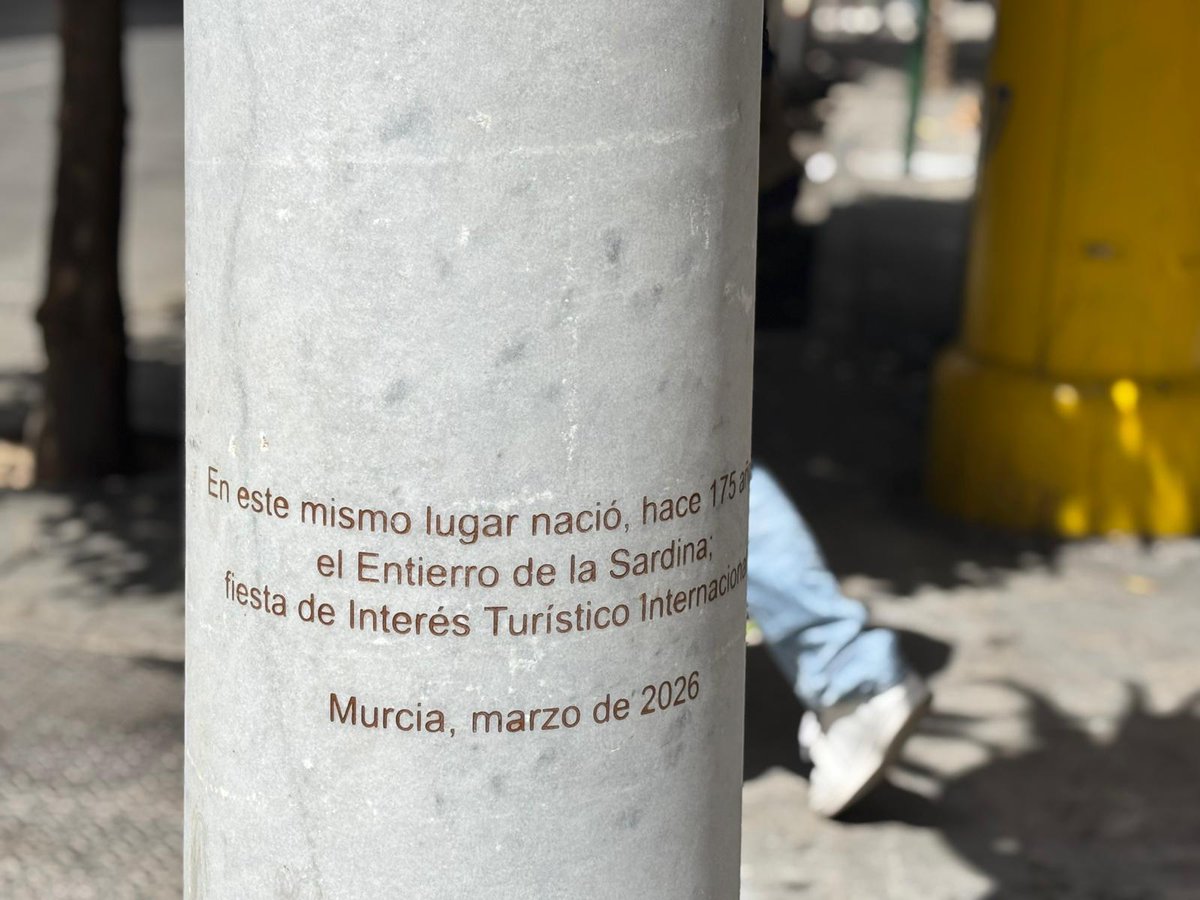 En este mismo lugar nació, hace 175 añ
el Entierro de la Sardina;
fiesta de Interés Turístico Internacional
Murcia, marzo de 2026